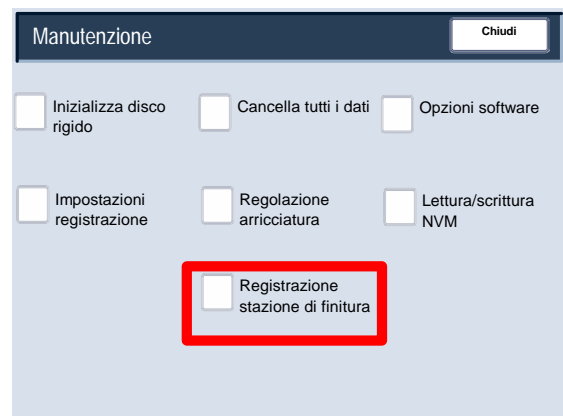 Manutenzione
Chiudi
Inizializza disco
rigido
Cancella tutti i dati
Opzioni software
Impostazioni
registrazione
Regolazione
arricciatura
Lettura/scrittura
NVM
Registrazione
stazione di finitura